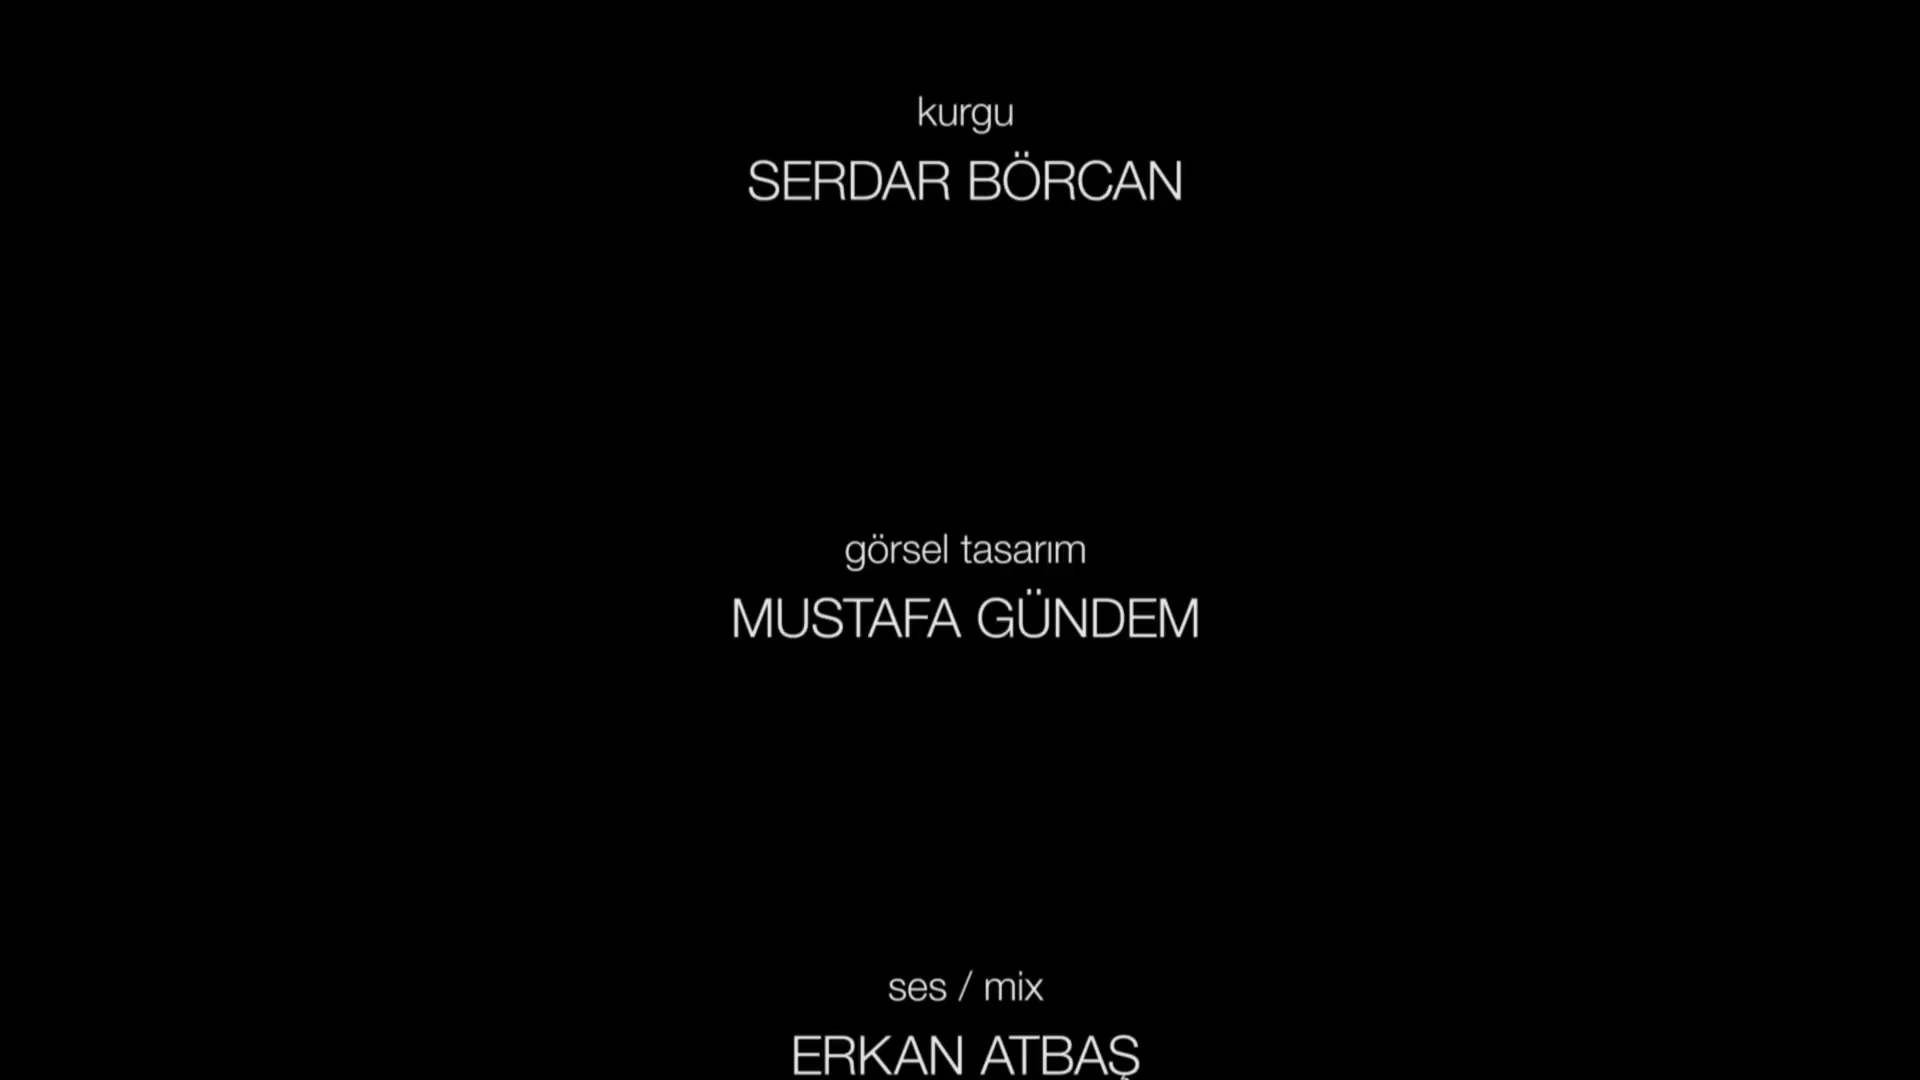 kurgu
SERDAR BÖRCAN
görsel tasarım
MUSTAFA GÜNDEM
ses / mix
ERKAN ATBAŞ